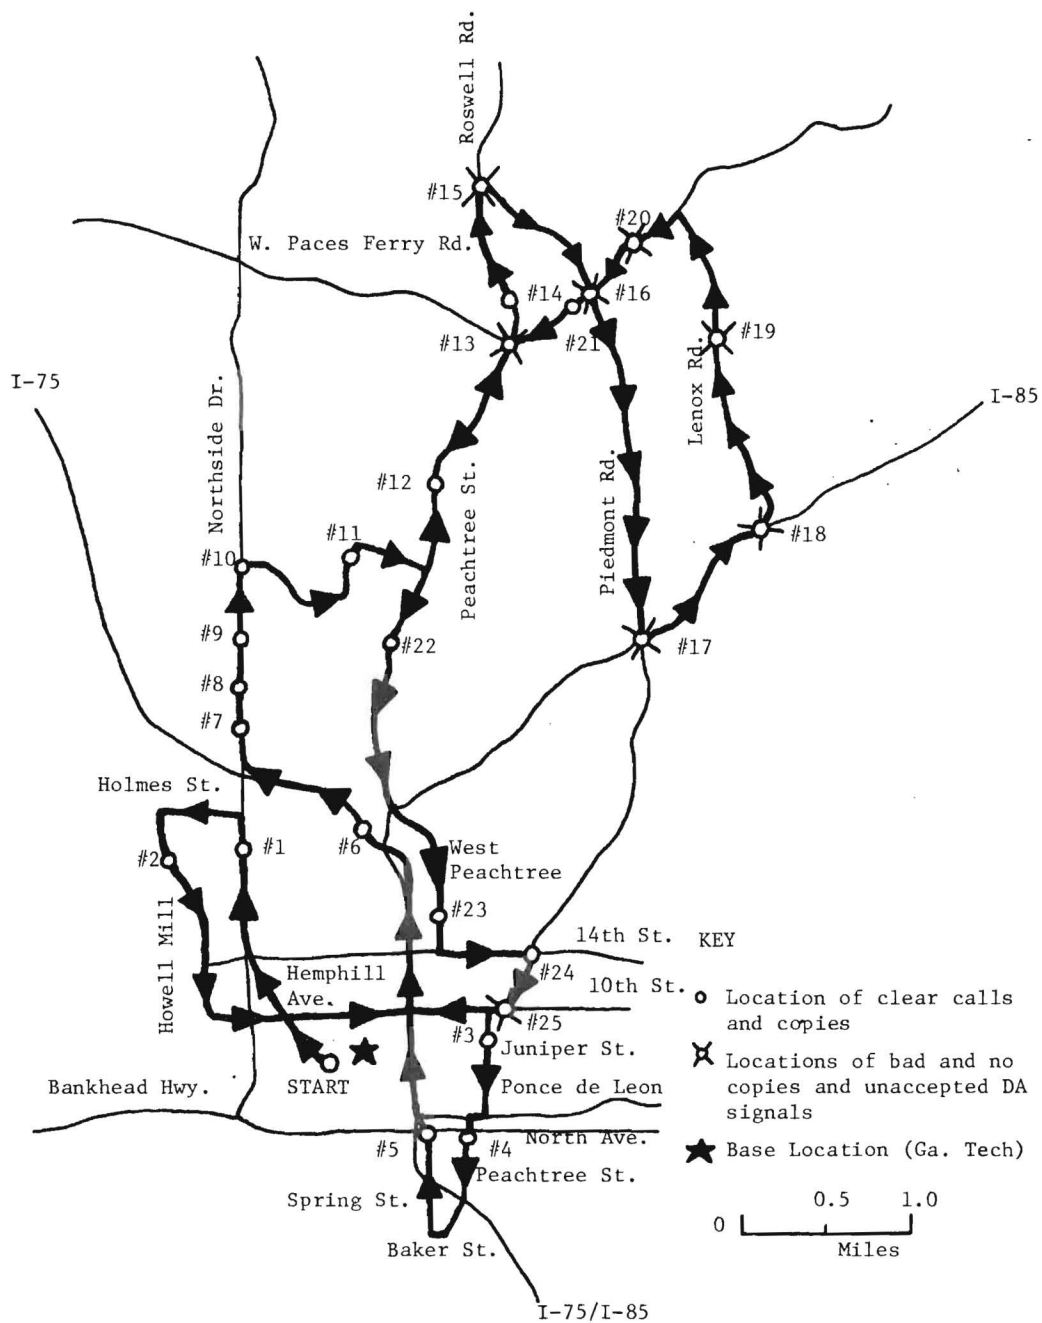 Roswell Rd.
#15
#20
W. Paces Ferry Rd.
#14
#16
#13
#21
#19
I-75
Northside Dr.
Lenox Rd.
I-85
#12
Peachtree St.
Piedmont Rd.
#11
#18
#10
#9
#22
#17
#8
#7
Holmes St.
#1
#6
West
Peachtree
#2
#23
Howell Mill
14th St.
KEY
Hemphill
Ave.
#24
10th St.
Location of clear calls
and copies
#25
#3
Juniper St.
START
Bankhead Hwy.
Ponce de Leon
Locations of bad and no
copies and unaccepted DA
signals
#5
#4
North Ave.
Peachtree St.
Base Location (Ga. Tech)
Spring St.
Baker St.
0 0.5 1.0
Miles
I-75/I-85